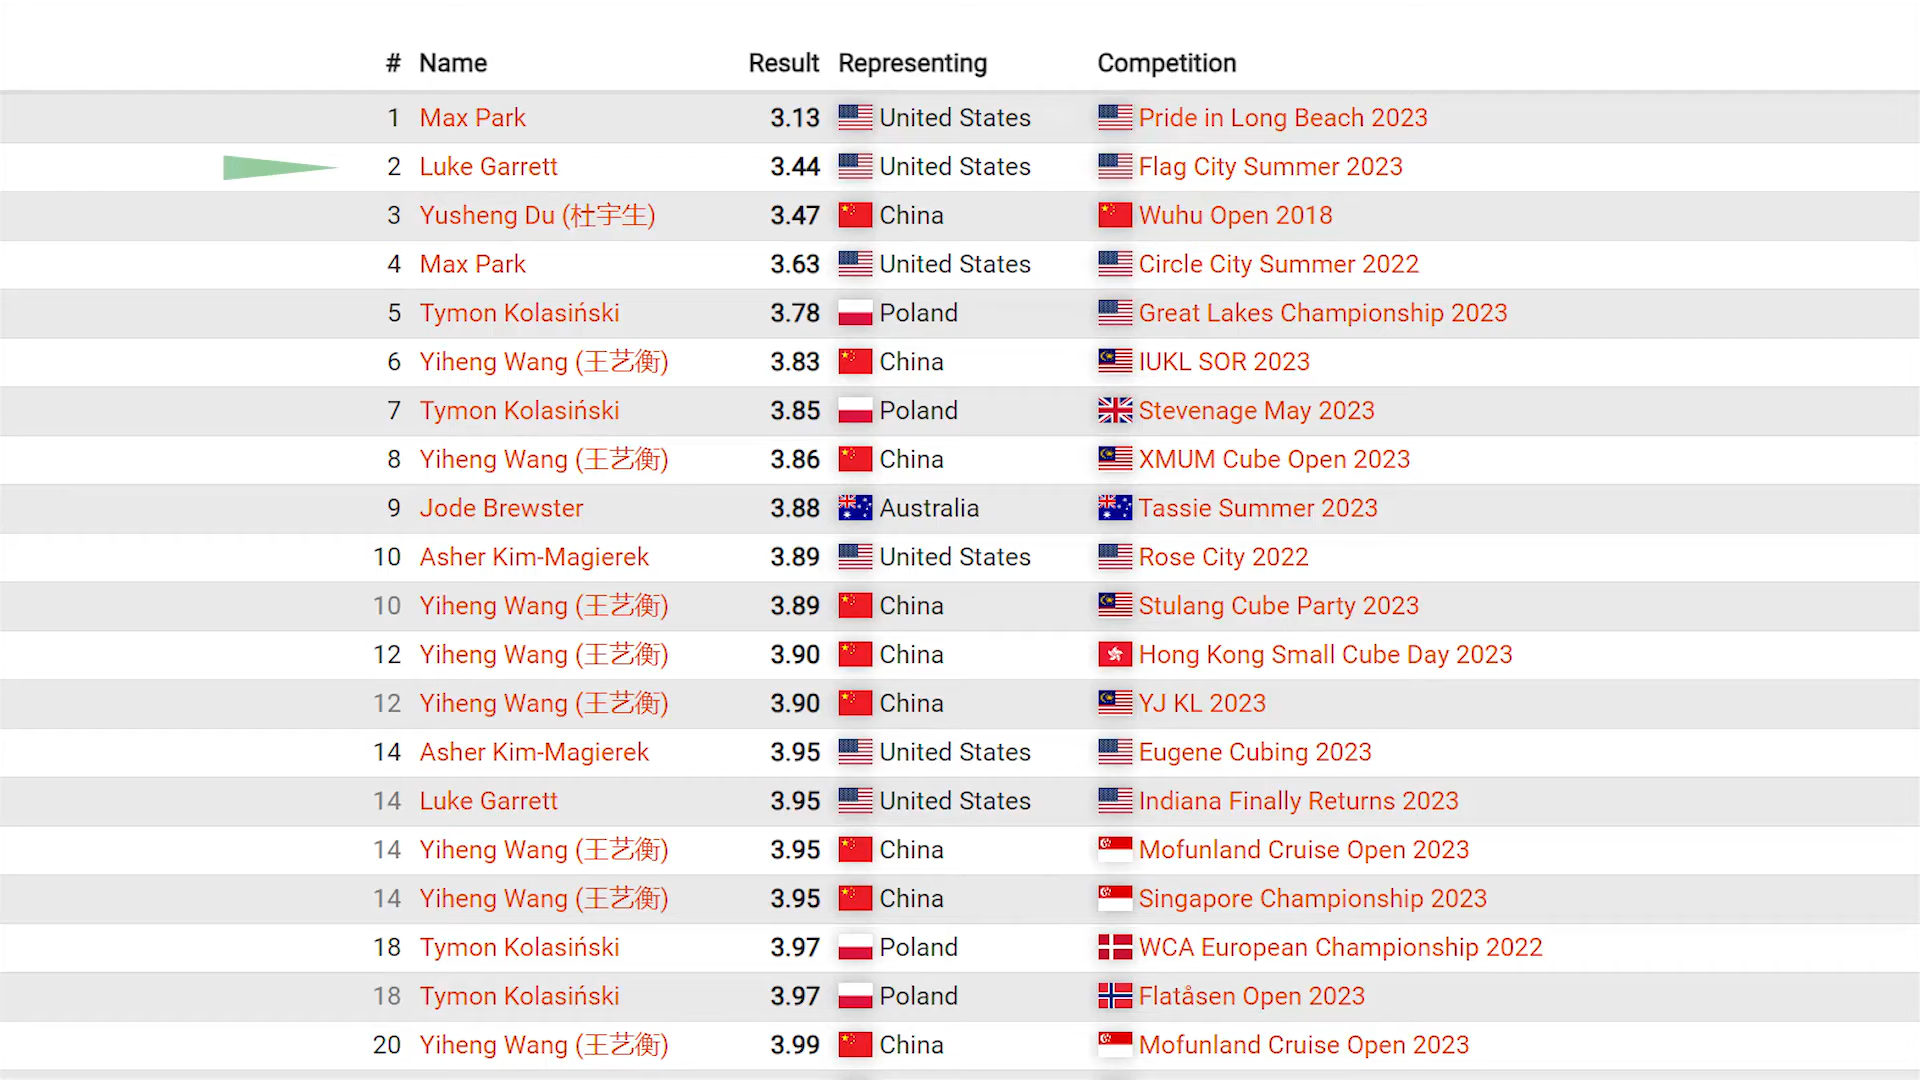 # Name Result Representing Competition
1 Max Park 3.13 United States Pride in Long Beach 2023
2 Luke Garrett 3.44 United States Flag City Summer 2023
3 Yusheng Du (杜宇生) 3.47 China Wuhu Open 2018
4 Max Park 3.63 United States Circle City Summer 2022
5 Tymon Kolasiński 3.78 Poland Great Lakes Championship 2023
6 Yiheng Wang (王艺衡) 3.83 China IUKL SOR 2023
7 Tymon Kolasiński 3.85 Poland Stevenage May 2023
8 Yiheng Wang (王艺衡) 3.86 China XMUM Cube Open 2023
9 Jode Brewster 3.88 Australia Tassie Summer 2023
10 Asher Kim-Magierek 3.89 United States Rose City 2022
10 Yiheng Wang (王艺衡) 3.89 China Stulang Cube Party 2023
12 Yiheng Wang (王艺衡) 3.90 China Hong Kong Small Cube Day 2023
12 Yiheng Wang (王艺衡) 3.90 China YJ KL 2023
14 Asher Kim-Magierek 3.95 United States Eugene Cubing 2023
14 Luke Garrett 3.95 United States Indiana Finally Returns 2023
14 Yiheng Wang (王艺衡) 3.95 China Mofunland Cruise Open 2023
14 Yiheng Wang (王艺衡) 3.95 China Singapore Championship 2023
18 Tymon Kolasiński 3.97 Poland WCA European Championship 2022
18 Tymon Kolasiński 3.97 Poland Flatåsen Open 2023
20 Yiheng Wang (王艺衡) 3.99 China Mofunland Cruise Open 2023